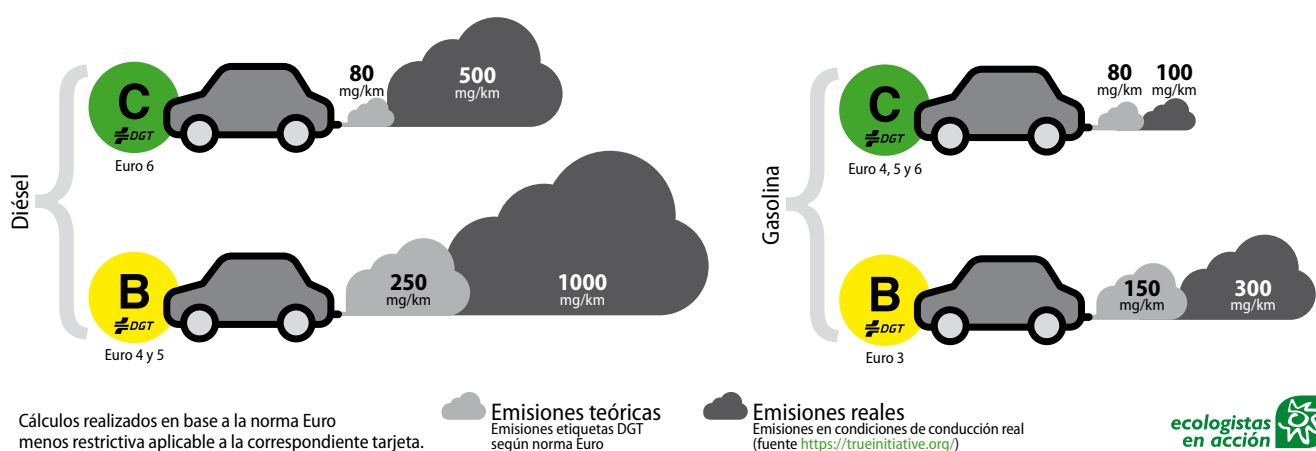 Diésel
C
DGT
Euro 6
80
mg/km
500
mg/km
B
DGT
Euro 4 y 5
250
mg/km
1000
mg/km
Gasolina
C
DGT
Euro 4, 5 y 6
80
mg/km
100
mg/km
B
DGT
Euro 3
150
mg/km
300
mg/km
Cálculos realizados en base a la norma Euro
menos restrictiva aplicable a la correspondiente tarjeta.
Emisiones teóricas
Emisiones etiquetas DGT
según norma Euro
Emisiones reales
Emisiones en condiciones de conducción real
(fuente https://trueinitiative.org/)
ecologistas
en acción